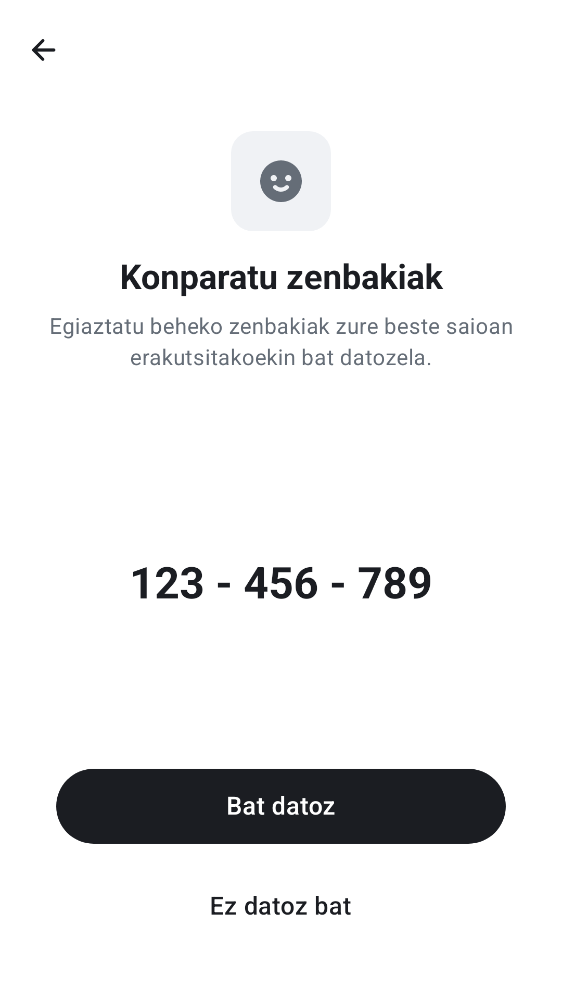 Konparatu zenbakiak
Egiaztatu beheko zenbakiak zure beste saioan
erakutsitakoekin bat datozela.
123 - 456 - 789
Bat datoz
Ez datoz bat